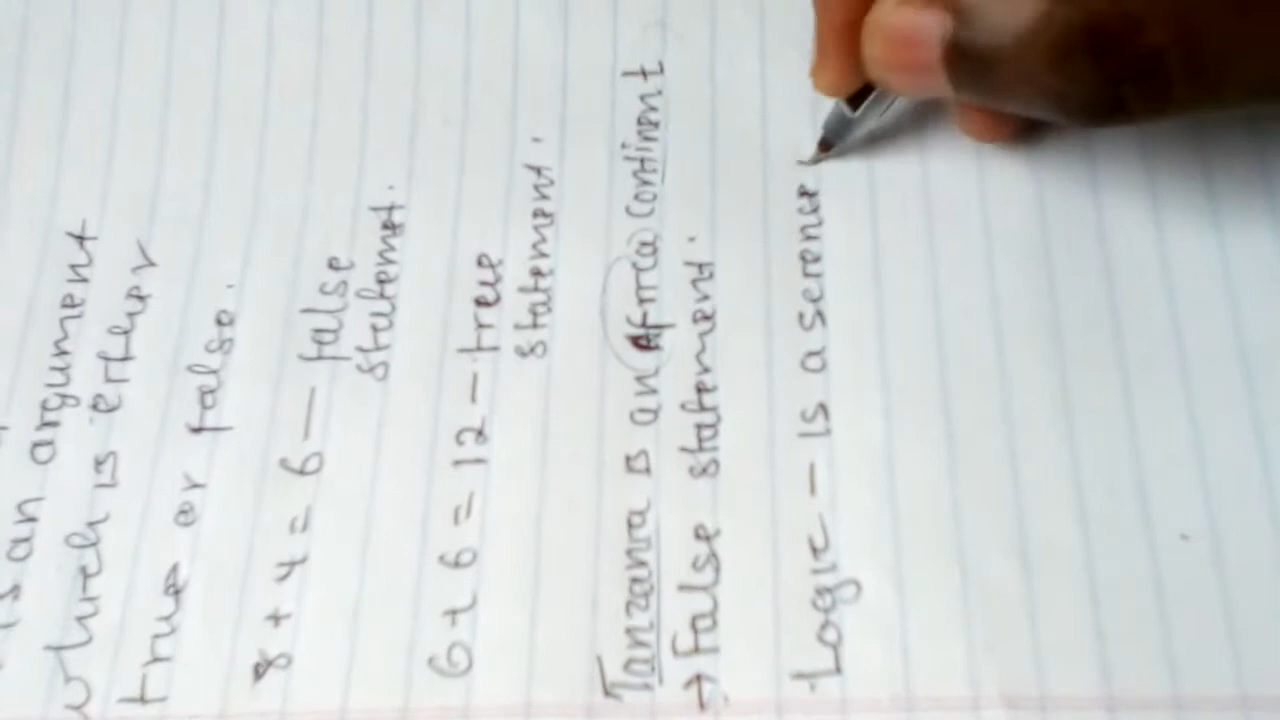 is an argument
which is either
true or false.
8 + 4 = 6 — false
statement.
6 + 6 = 12 - true
statement.
Tanzania is an Africa continent
→ False statement.
Logic - is a science